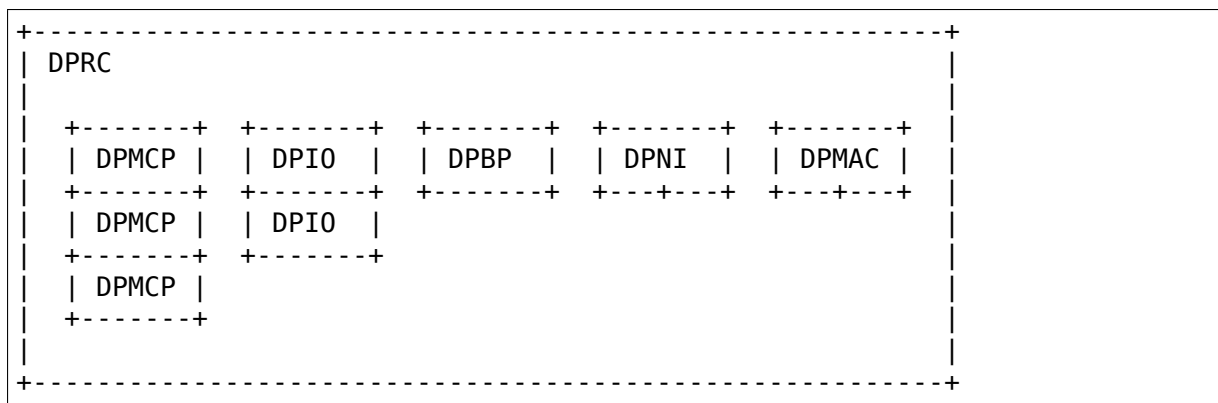 +---------------------------------------------------------+
| DPRC                                                    |
|                                                         |
|  +-------+  +-------+  +-------+  +-------+  +-------+  |
|  | DPMCP |  | DPIO  |  | DPBP  |  | DPNI  |  | DPMAC |  |
|  +-------+  +-------+  +-------+  +---+---+  +---+---+  |
|  | DPMCP |  | DPIO  |                                   |
|  +-------+  +-------+                                   |
|  | DPMCP |                                              |
|  +-------+                                              |
|                                                         |
+---------------------------------------------------------+